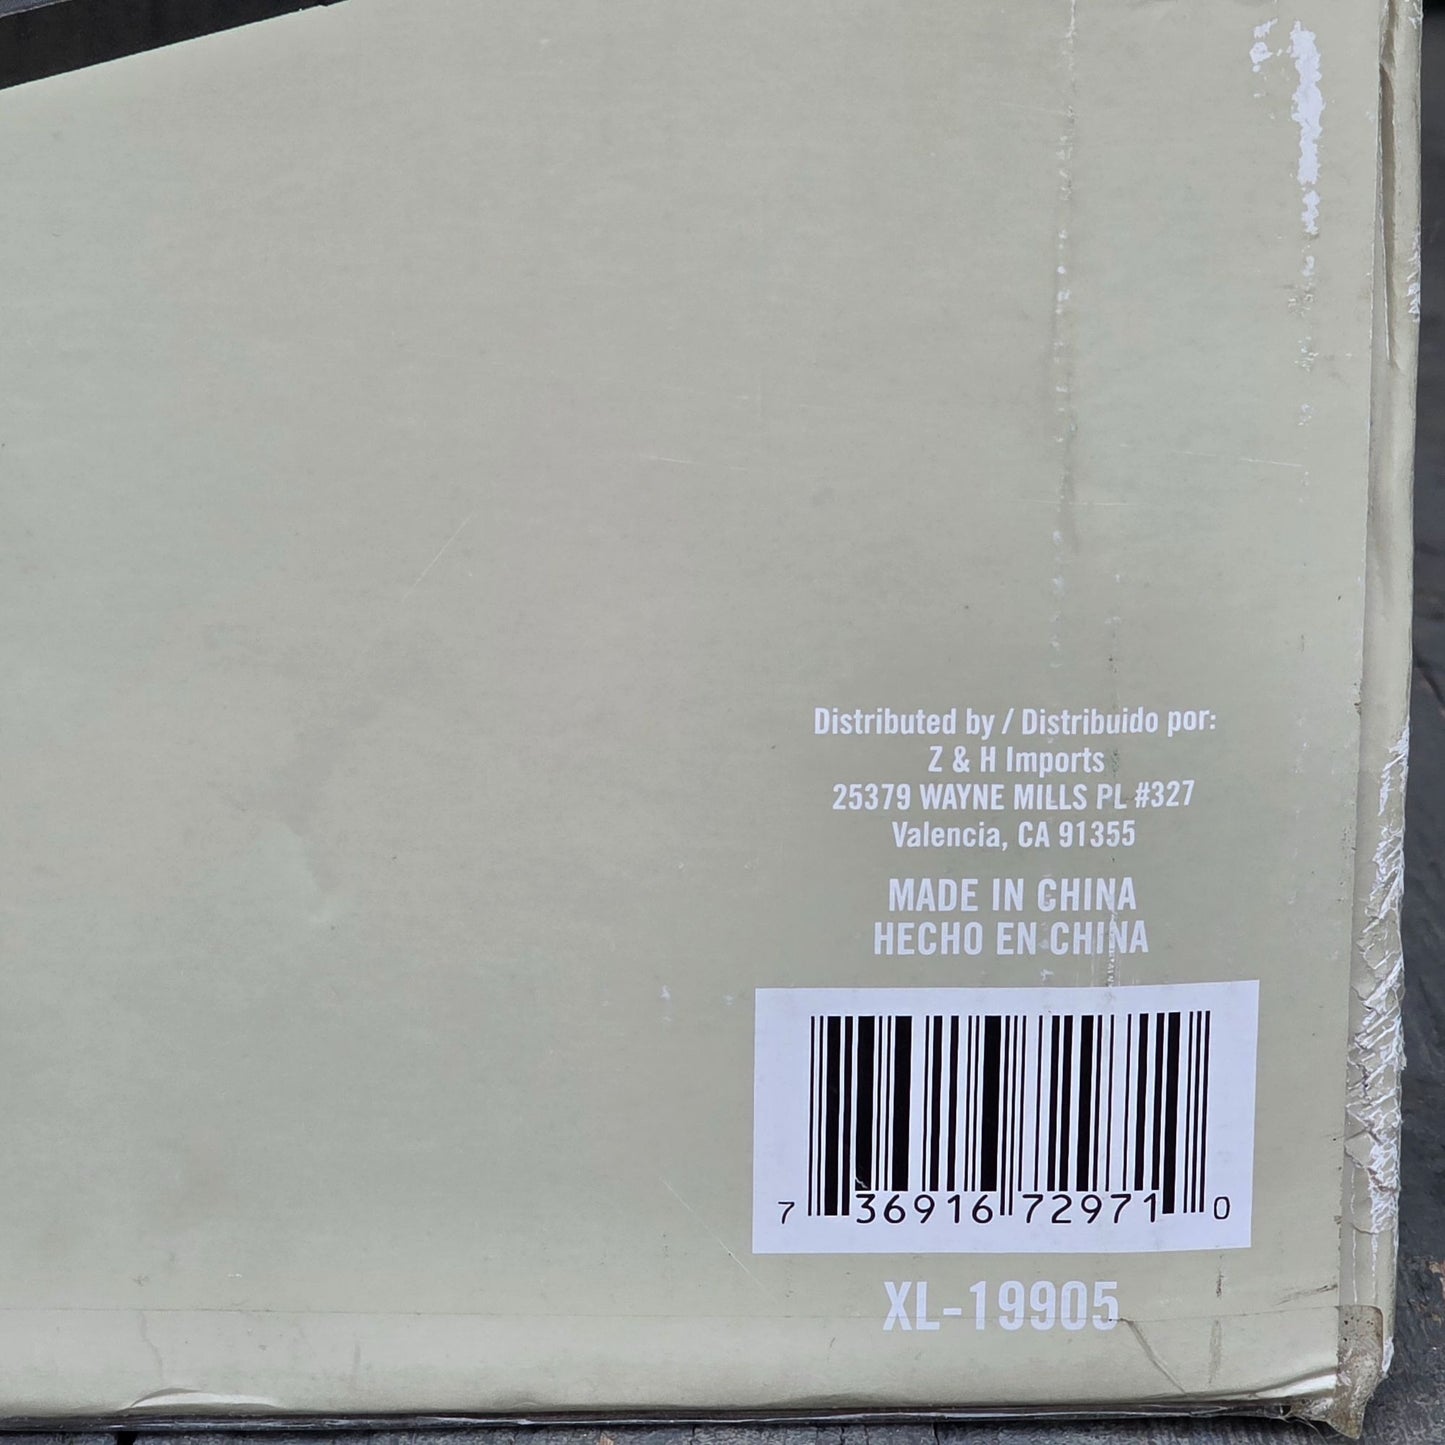 Distributed by / Distribuido por:
Z & H Imports
25379 WAYNE MILLS PL #327
Valencia, CA 91355
MADE IN CHINA
HECHO EN CHINA
7 36916 72971 0
XL-19905